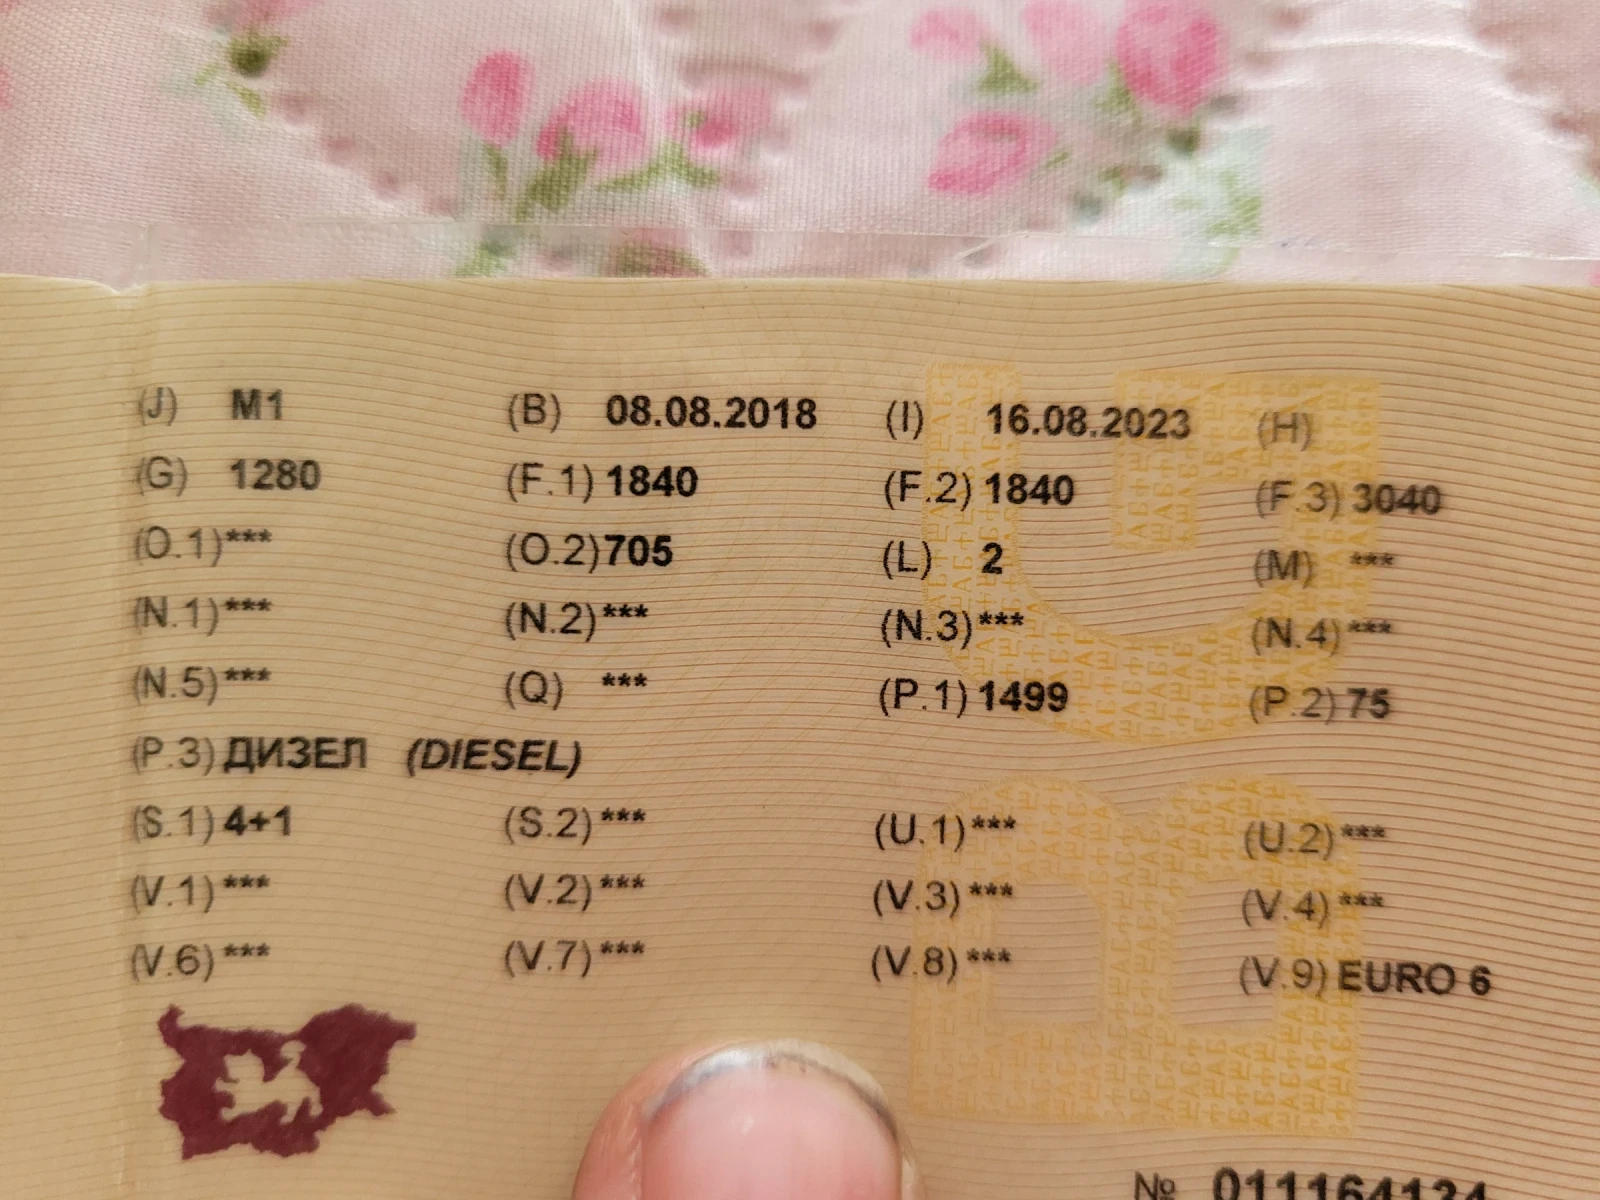 (J) M1 (B) 08.08.2018 (I) 16.08.2023 (H)
(G) 1280 (F.1) 1840 (F.2) 1840 (F.3) 3040
(O.1) *** (O.2) 705 (L) 2 (M) ***
(N.1) *** (N.2) *** (N.3) *** (N.4) ***
(N.5) *** (Q) *** (P.1) 1499 (P.2) 75
(P.3) ДИЗЕЛ (DIESEL)
(S.1) 4+1 (S.2) *** (U.1) *** (U.2) ***
(V.1) *** (V.2) *** (V.3) *** (V.4) ***
(V.6) *** (V.7) *** (V.8) *** (V.9) EURO 6
№ 011164134